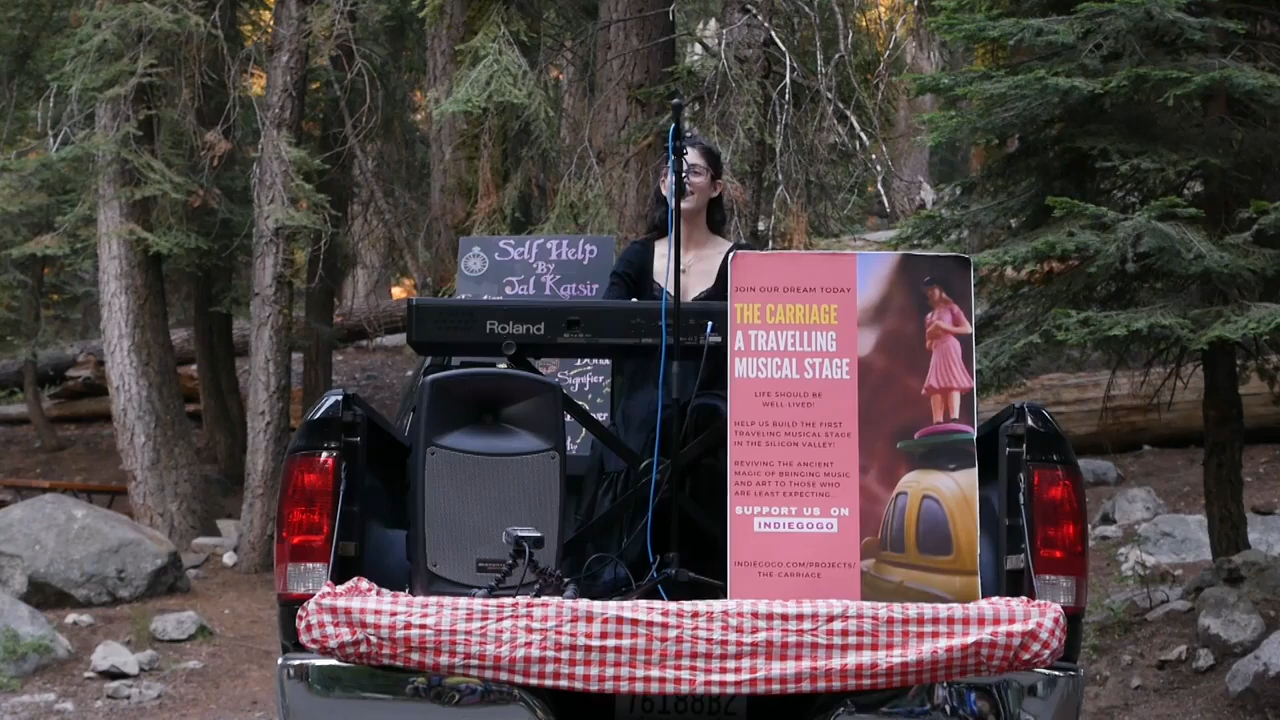 Self Help
By
Jal Katsir
Roland
Signifier
JOIN OUR DREAM TODAY
THE CARRIAGE
A TRAVELLING
MUSICAL STAGE
LIFE SHOULD BE
WELL-LIVED!
HELP US BUILD THE FIRST
TRAVELING MUSICAL STAGE
IN THE SILICON VALLEY!
REVIVING THE ANCIENT
MAGIC OF BRINGING MUSIC
AND ART TO THOSE WHO
ARE LEAST EXPECTING...
SUPPORT US ON
INDIEGOGO
INDIEGOGO.COM/PROJECTS/
THE-CARRIAGE
76188B2